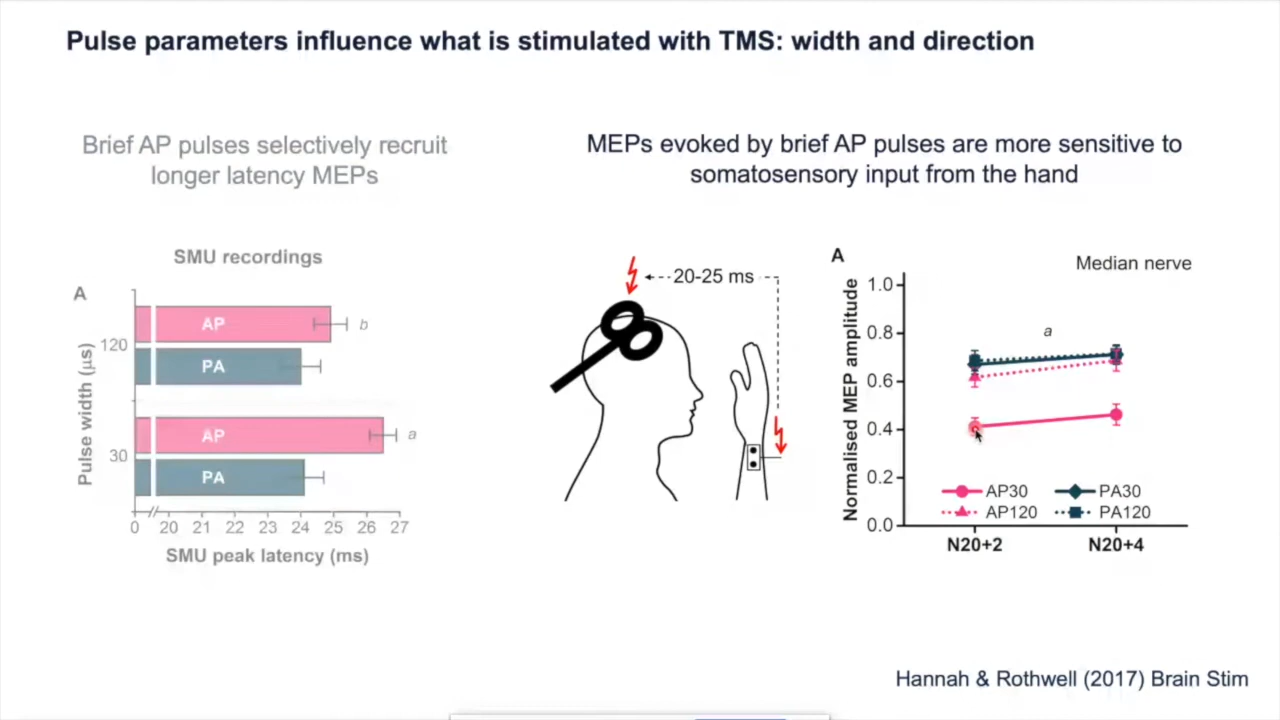 Pulse parameters influence what is stimulated with TMS: width and direction
Brief AP pulses selectively recruit
longer latency MEPs
SMU recordings
A
Pulse width (µs)
120
30
AP
b
PA
AP
a
PA
0 20 21 22 23 24 25 26 27
SMU peak latency (ms)
MEPs evoked by brief AP pulses are more sensitive to
somatosensory input from the hand
20-25 ms
A
Median nerve
Normalised MEP amplitude
1.0
0.8
0.6
0.4
0.2
0.0
a
AP30 PA30
AP120 PA120
N20+2 N20+4
Hannah & Rothwell (2017) Brain Stim